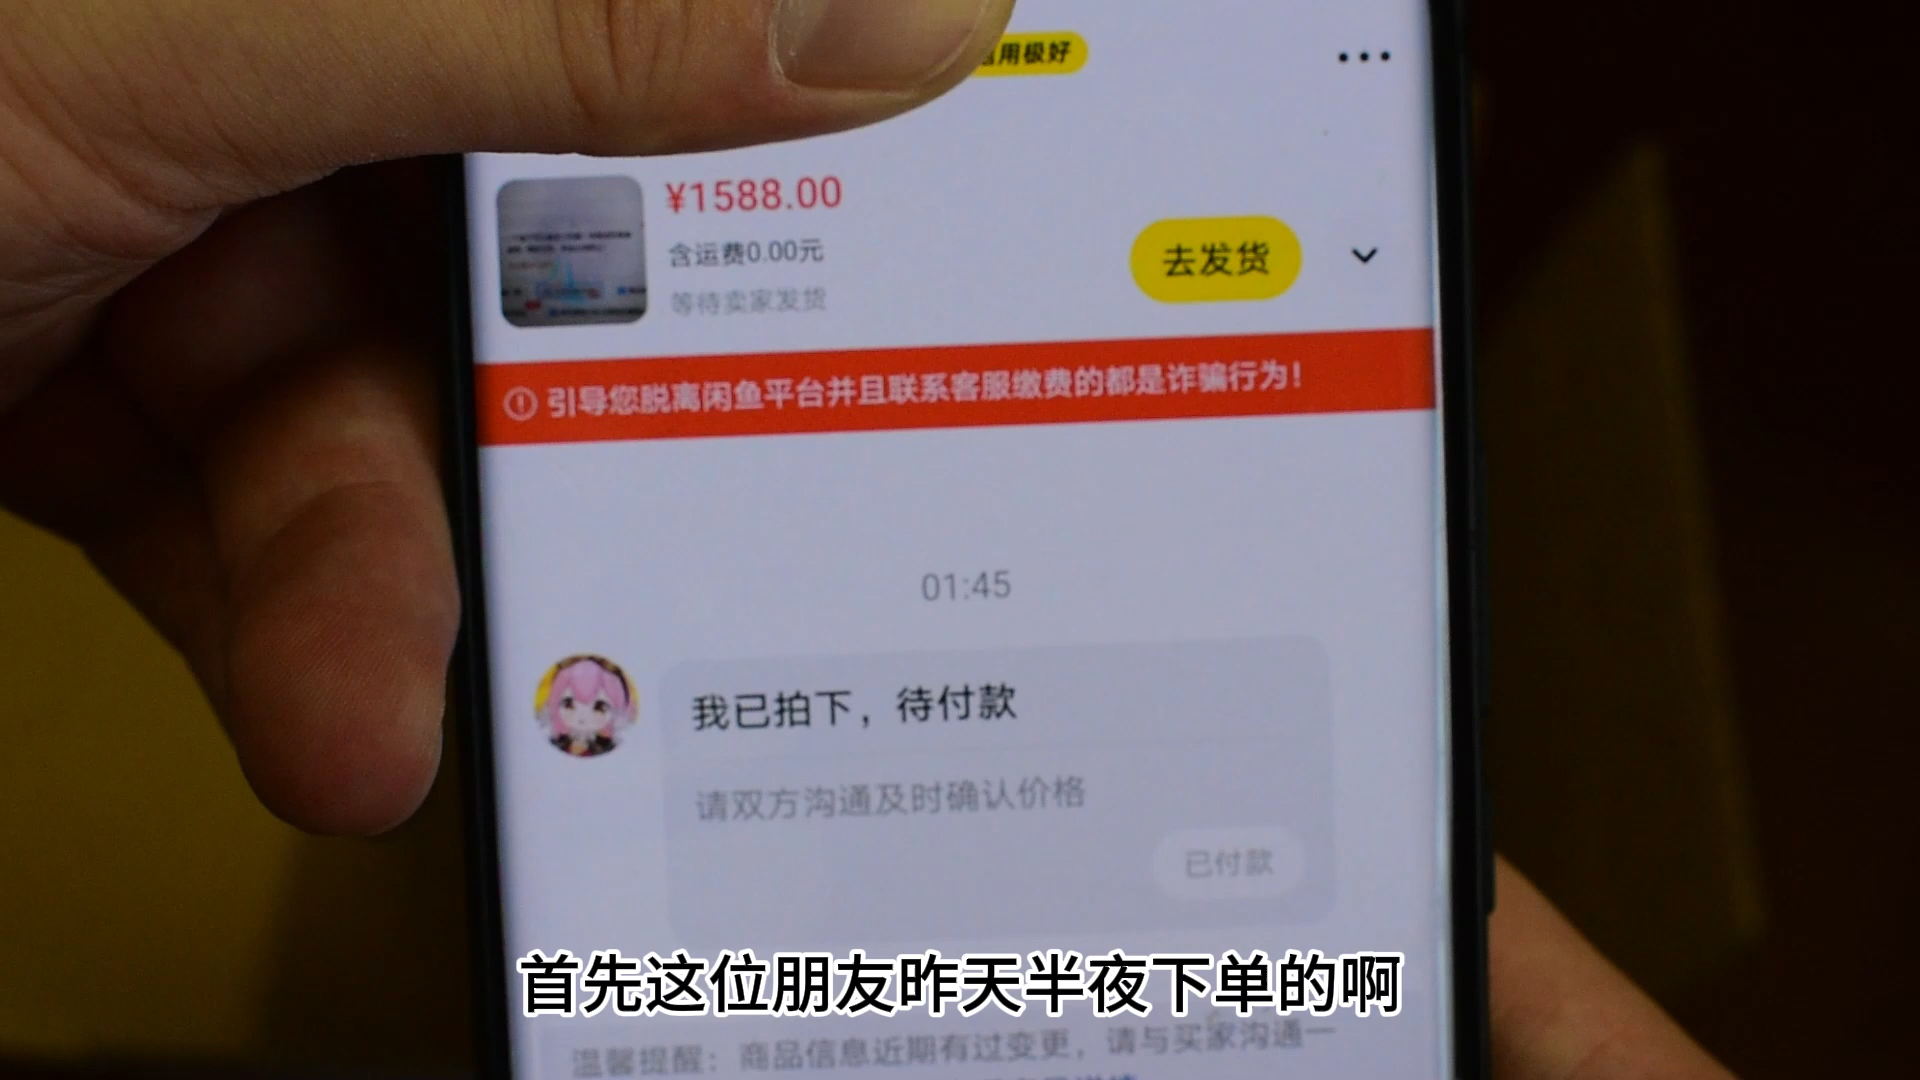 用极好
¥1588.00
含运费0.00元
去发货
等待卖家发货
引导您脱离闲鱼平台并且联系客服缴费的都是诈骗行为!
01:45
我已拍下，待付款
请双方沟通及时确认价格
已付款
首先这位朋友昨天半夜下单的啊
温馨提醒：商品信息近期有过变更，请与买家沟通一